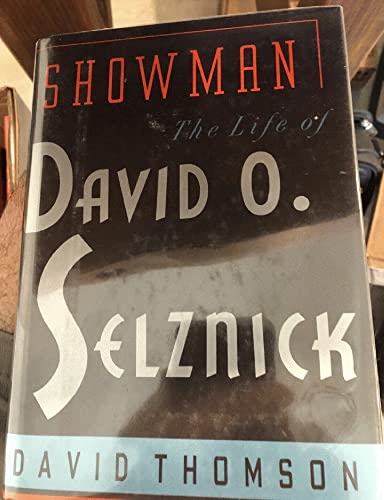 SHOWMAN
The Life of
DAVID O.
SELZNICK
DAVID THOMSON